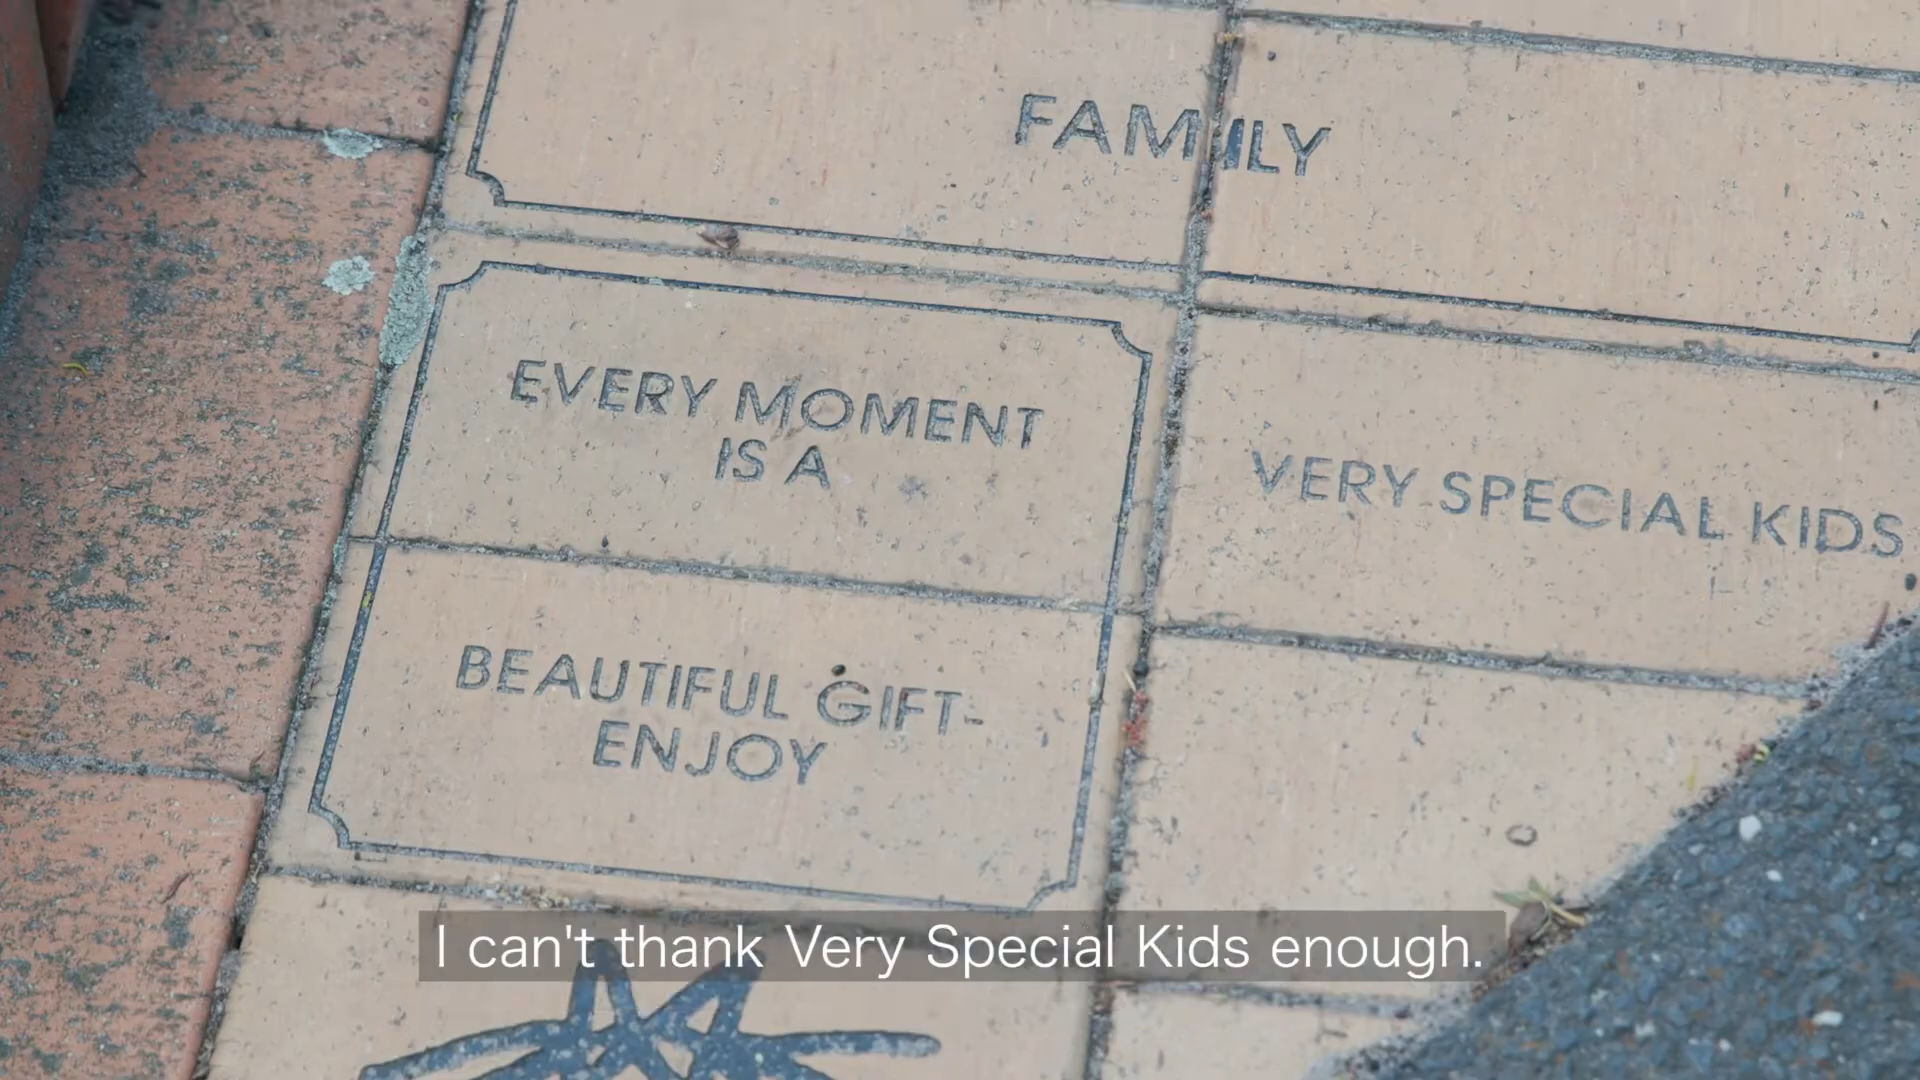 FAMILY
EVERY MOMENT
IS A
VERY SPECIAL KIDS
BEAUTIFUL GIFT-
ENJOY
I can't thank Very Special Kids enough.